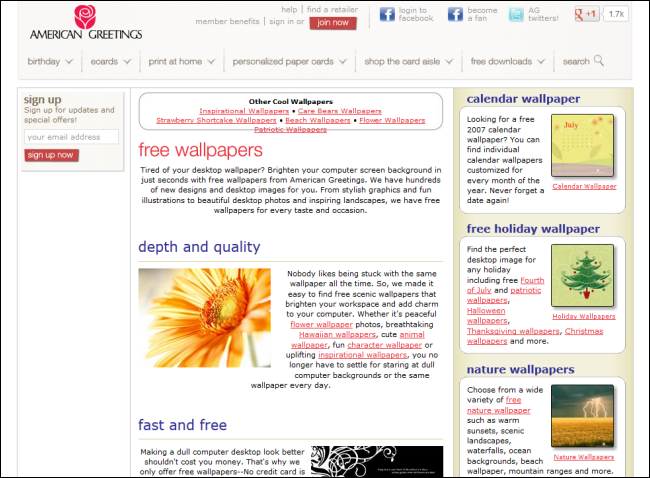 help | find a retailer
member benefits | sign in or join now
login to facebook
become a fan
AG twitters!
g +1 1.7k
AMERICAN GREETINGS
birthday ecards print at home personalized paper cards shop the card aisle free downloads search
sign up
Sign up for updates and
special offers!
your email address
sign up now
Other Cool Wallpapers
Inspirational Wallpapers • Care Bears Wallpapers
Strawberry Shortcake Wallpapers • Beach Wallpapers • Flower Wallpapers
Patriotic Wallpapers
free wallpapers
Tired of your desktop wallpaper? Brighten your computer screen background in
just seconds with free wallpapers from American Greetings. We have hundreds
of new designs and desktop images for you. From stylish graphics and fun
illustrations to beautiful desktop photos and inspiring landscapes, we have free
wallpapers for every taste and occasion.
depth and quality
Nobody likes being stuck with the same
wallpaper all the time. So, we made it
easy to find free scenic wallpapers that
brighten your workspace and add charm
to your computer. Whether it's peaceful
flower wallpaper photos, breathtaking
Hawaiian wallpapers, cute animal
wallpaper, fun character wallpaper or
uplifting inspirational wallpapers, you no
longer have to settle for staring at dull
computer backgrounds or the same
wallpaper every day.
fast and free
Making a dull computer desktop look better
shouldn't cost you money. That's why we
only offer free wallpapers--No credit card is
calendar wallpaper
Looking for a free
2007 calendar
wallpaper? You can
find individual
calendar wallpapers
customized for
every month of the
year. Never forget a
date again!
July
Calendar Wallpaper
free holiday wallpaper
Find the perfect
desktop image for
any holiday
including free Fourth
of July and patriotic
wallpapers,
Halloween
wallpapers,
Thanksgiving wallpapers, Christmas
wallpapers and more.
Holiday Wallpapers
nature wallpapers
Choose from a wide
variety of free
nature wallpaper
such as warm
sunsets, scenic
landscapes,
waterfalls, ocean
backgrounds, beach
wallpaper, mountain ranges and more.
Nature Wallpapers